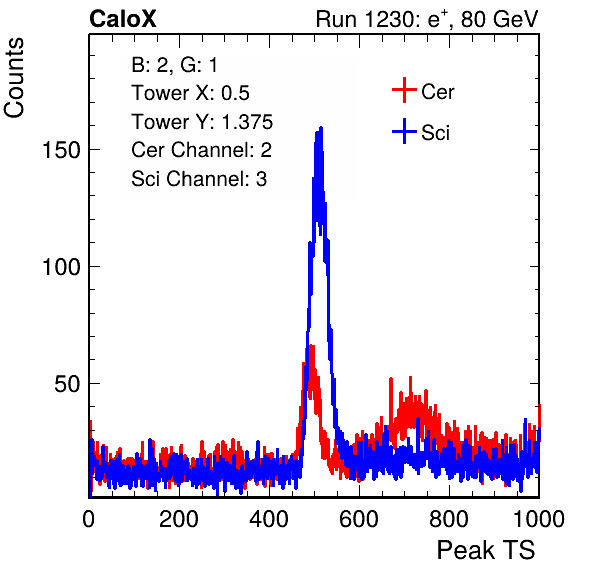 CaloX Run 1230: e⁺, 80 GeV
Counts
B: 2, G: 1
Tower X: 0.5
Tower Y: 1.375
Cer Channel: 2
Sci Channel: 3
Cer
Sci
150
100
50
0 200 400 600 800 1000
Peak TS